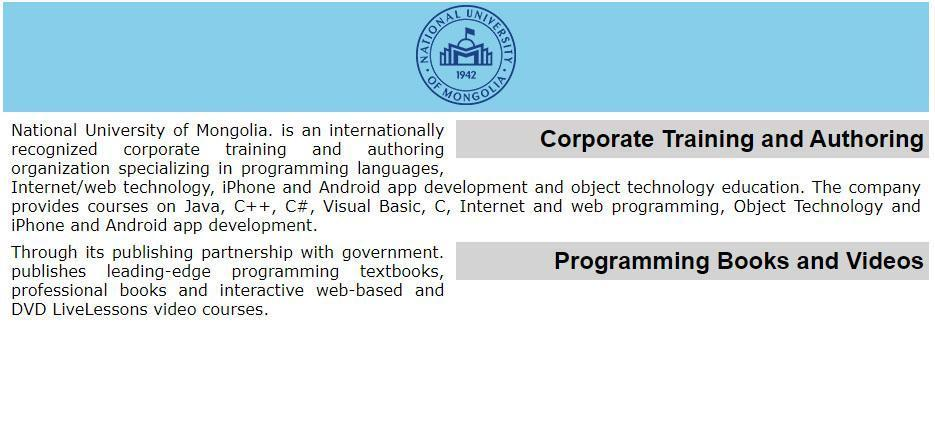 NATIONAL UNIVERSITY
OF MONGOLIA
1942
Corporate Training and Authoring
National University of Mongolia. is an internationally
recognized corporate training and authoring
organization specializing in programming languages,
Internet/web technology, iPhone and Android app development and object technology education. The company
provides courses on Java, C++, C#, Visual Basic, C, Internet and web programming, Object Technology and
iPhone and Android app development.
Programming Books and Videos
Through its publishing partnership with government.
publishes leading-edge programming textbooks,
professional books and interactive web-based and
DVD LiveLessons video courses.